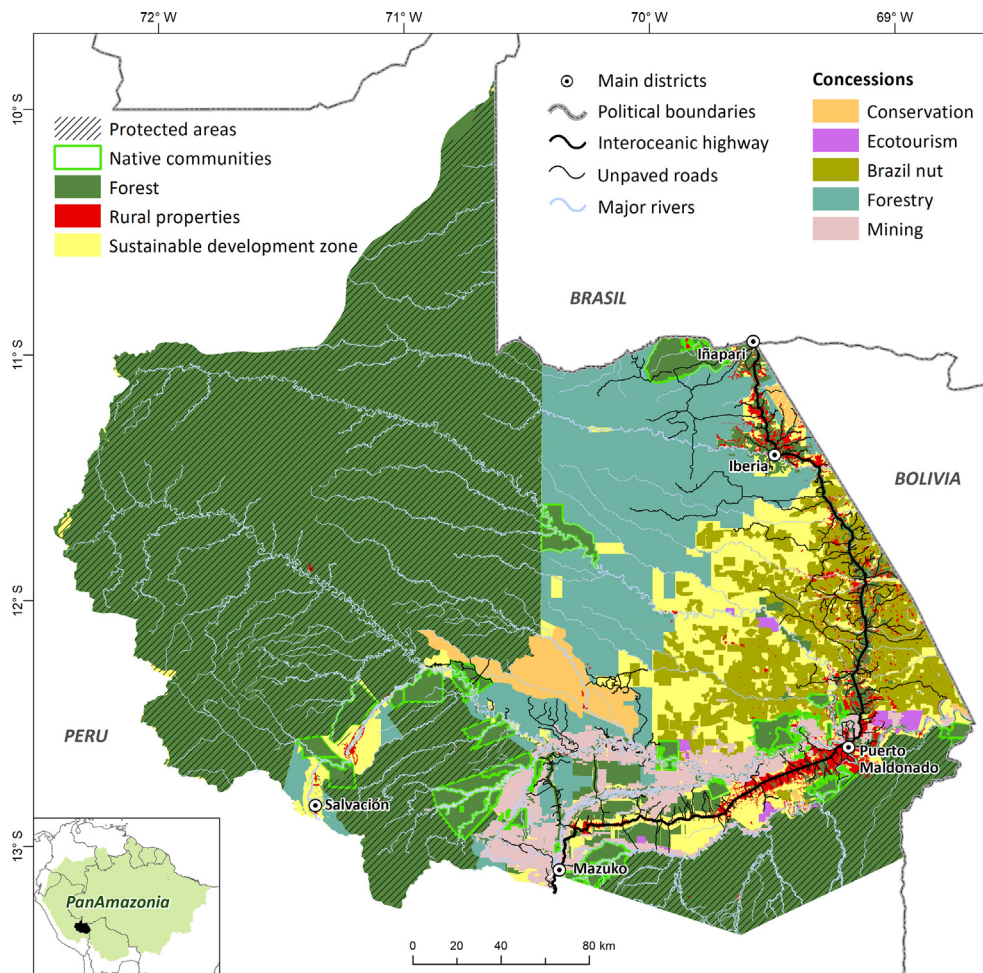 72° W
71° W
70° W
69° W
10° S
11° S
12° S
13° S
Protected areas
Native communities
Forest
Rural properties
Sustainable development zone
Main districts
Political boundaries
Interoceanic highway
Unpaved roads
Major rivers
Concessions
Conservation
Ecotourism
Brazil nut
Forestry
Mining
BRASIL
Iñapari
Iberia
BOLIVIA
PERU
Puerto
Maldonado
Salvación
Mazuko
PanAmazonia
0 20 40 80 km